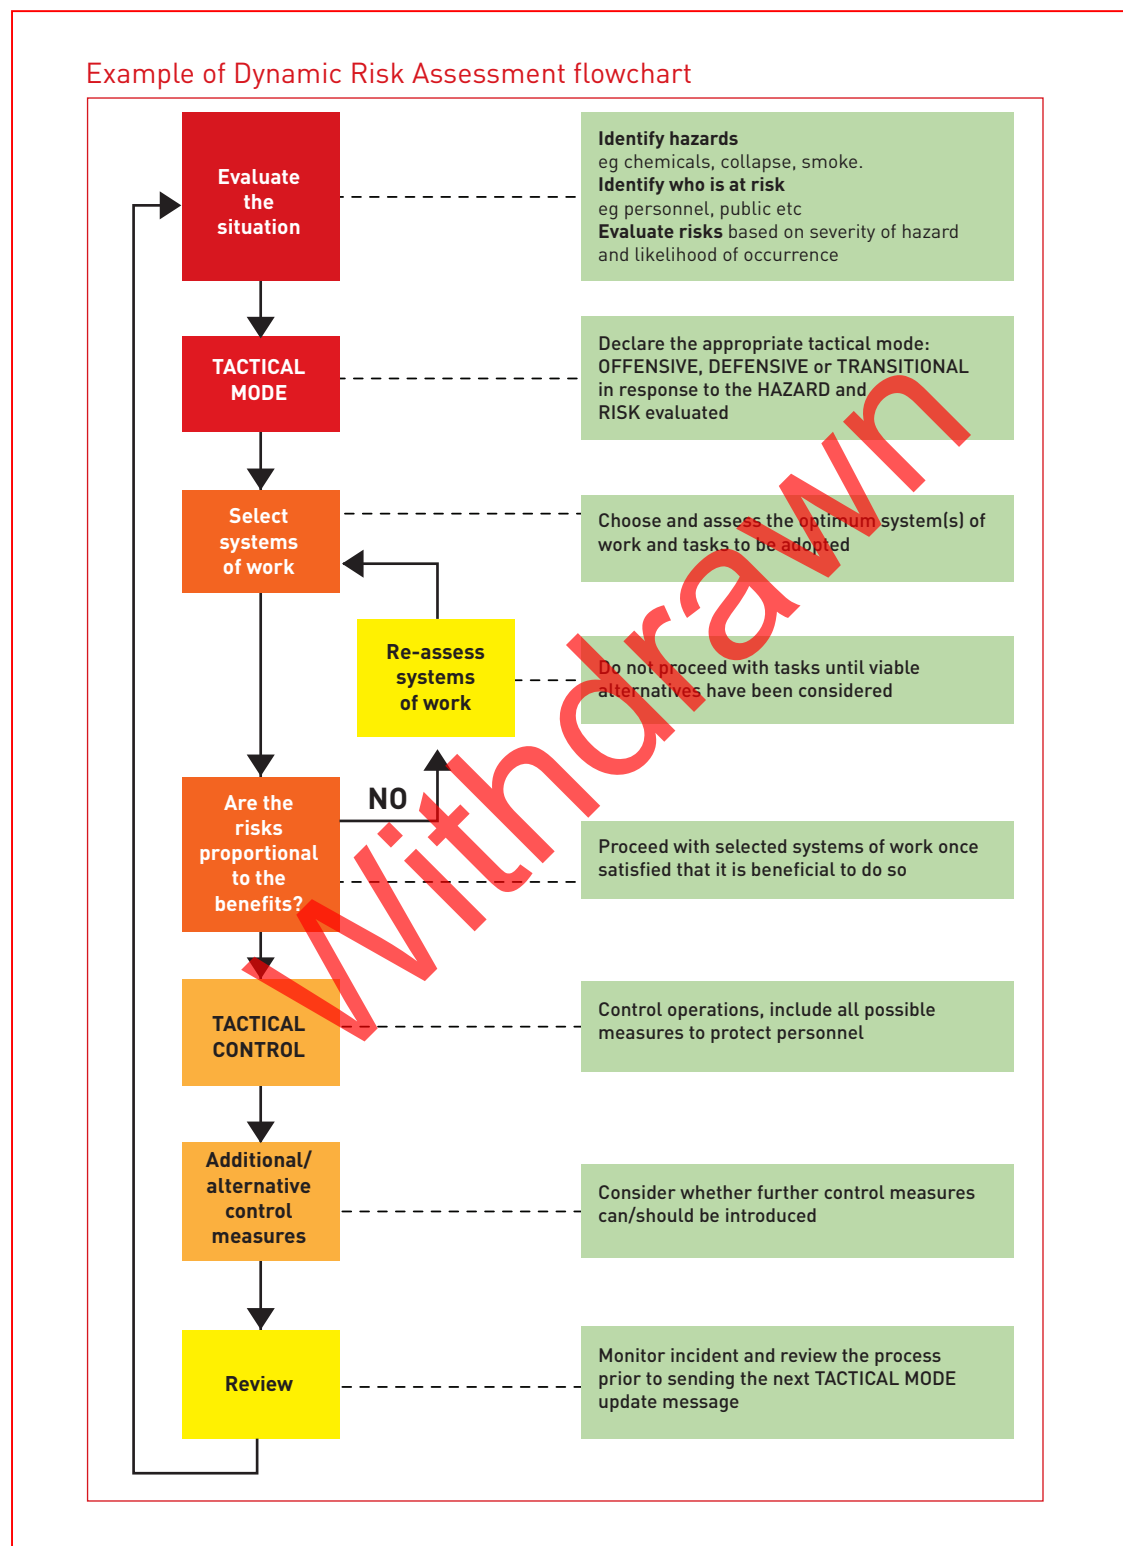 Example of Dynamic Risk Assessment flowchart
Evaluate
the
situation
Identify hazards
eg chemicals, collapse, smoke.
Identify who is at risk
eg personnel, public etc
Evaluate risks based on severity of hazard
and likelihood of occurrence
TACTICAL
MODE
Declare the appropriate tactical mode:
OFFENSIVE, DEFENSIVE or TRANSITIONAL
in response to the HAZARD and
RISK evaluated
Select
systems
of work
Choose and assess the optimum system(s) of
work and tasks to be adopted
Re-assess
systems
of work
Do not proceed with tasks until viable
alternatives have been considered
Are the
risks
proportional
to the
benefits?
NO
Proceed with selected systems of work once
satisfied that it is beneficial to do so
TACTICAL
CONTROL
Control operations, include all possible
measures to protect personnel
Additional/
alternative
control
measures
Consider whether further control measures
can/should be introduced
Review
Monitor incident and review the process
prior to sending the next TACTICAL MODE
update message
Withdrawn